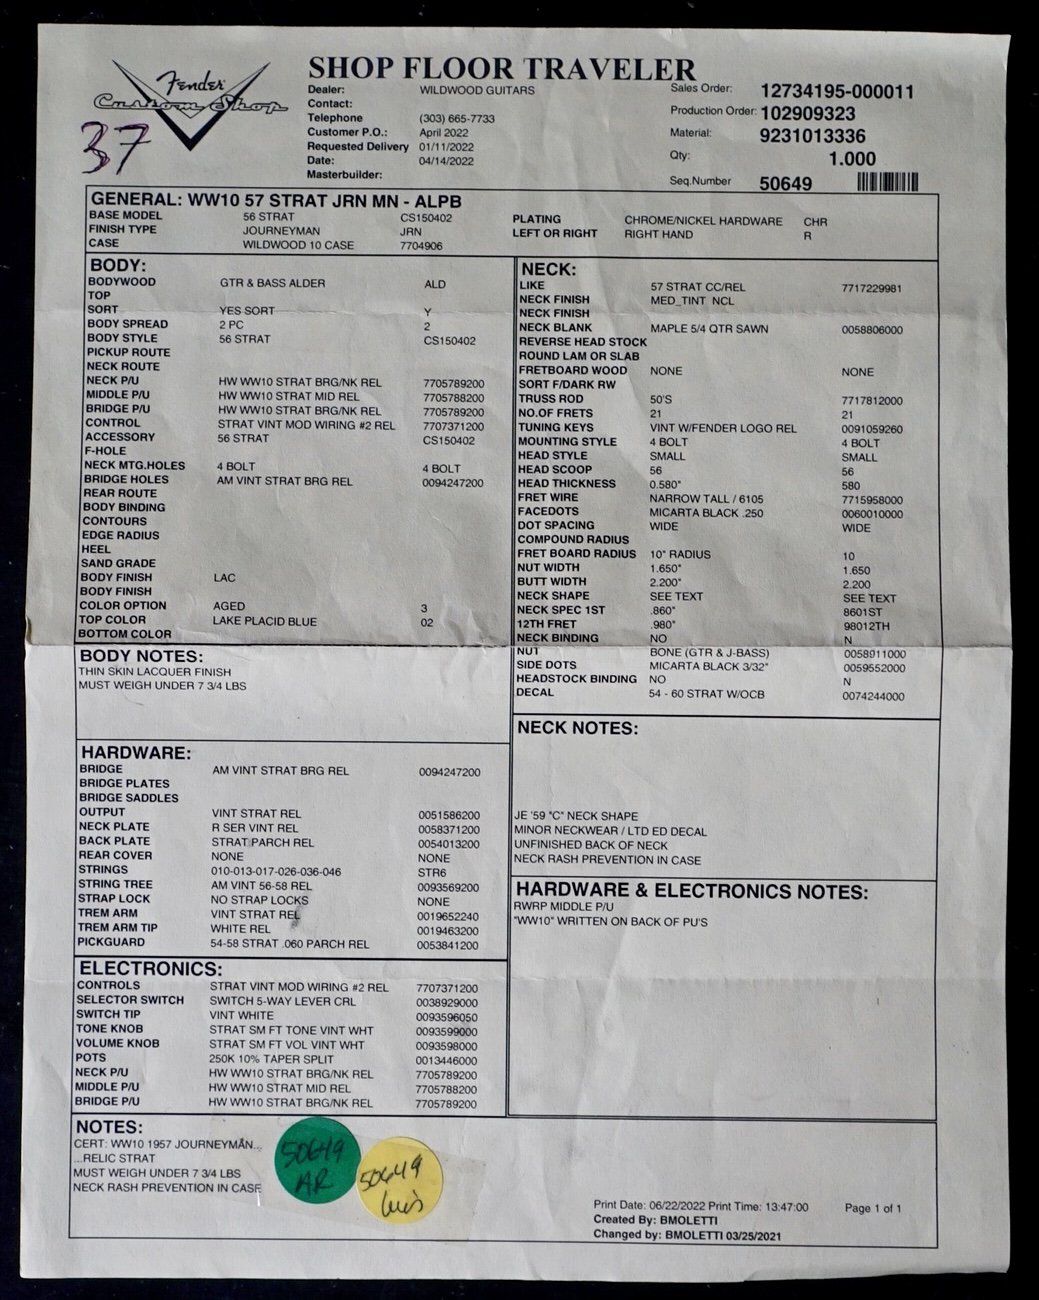 Fender
Custom Shop
37
SHOP FLOOR TRAVELER
Dealer: WILDWOOD GUITARS
Contact:
Telephone (303) 665-7733
Customer P.O.: April 2022
Requested Delivery 01/11/2022
Date: 04/14/2022
Masterbuilder:
Sales Order: 12734195-000011
Production Order: 102909323
Material: 9231013336
Qty: 1.000
Seq.Number 50649
GENERAL: WW10 57 STRAT JRN MN - ALPB
BASE MODEL 56 STRAT CS150402
FINISH TYPE JOURNEYMAN JRN
CASE WILDWOOD 10 CASE 7704906
PLATING CHROME/NICKEL HARDWARE CHR
LEFT OR RIGHT RIGHT HAND R
BODY:
BODYWOOD GTR & BASS ALDER ALD
TOP
SORT YES SORT Y
BODY SPREAD 2 PC 2
BODY STYLE 56 STRAT CS150402
PICKUP ROUTE
NECK ROUTE
NECK P/U HW WW10 STRAT BRG/NK REL 7705789200
MIDDLE P/U HW WW10 STRAT MID REL 7705788200
BRIDGE P/U HW WW10 STRAT BRG/NK REL 7705789200
CONTROL STRAT VINT MOD WIRING #2 REL 7707371200
ACCESSORY 56 STRAT CS150402
F-HOLE
NECK MTG.HOLES 4 BOLT 4 BOLT
BRIDGE HOLES AM VINT STRAT BRG REL 0094247200
REAR ROUTE
BODY BINDING
CONTOURS
EDGE RADIUS
HEEL
SAND GRADE
BODY FINISH LAC
BODY FINISH
COLOR OPTION AGED 3
TOP COLOR LAKE PLACID BLUE 02
BOTTOM COLOR
BODY NOTES:
THIN SKIN LACQUER FINISH
MUST WEIGH UNDER 7 3/4 LBS
HARDWARE:
BRIDGE AM VINT STRAT BRG REL 0094247200
BRIDGE PLATES
BRIDGE SADDLES
OUTPUT VINT STRAT REL 0051586200
NECK PLATE R SER VINT REL 0058371200
BACK PLATE STRAT PARCH REL 0054013200
REAR COVER NONE NONE
STRINGS 010-013-017-026-036-046 STR6
STRING TREE AM VINT 56-58 REL 0093569200
STRAP LOCK NO STRAP LOCKS NONE
TREM ARM VINT STRAT REL 0019652240
TREM ARM TIP WHITE REL 0019463200
PICKGUARD 54-58 STRAT .060 PARCH REL 0053841200
ELECTRONICS:
CONTROLS STRAT VINT MOD WIRING #2 REL 7707371200
SELECTOR SWITCH SWITCH 5-WAY LEVER CRL 0038929000
SWITCH TIP VINT WHITE 0093596050
TONE KNOB STRAT SM FT TONE VINT WHT 0093599000
VOLUME KNOB STRAT SM FT VOL VINT WHT 0093598000
POTS 250K 10% TAPER SPLIT 0013446000
NECK P/U HW WW10 STRAT BRG/NK REL 7705789200
MIDDLE P/U HW WW10 STRAT MID REL 7705788200
BRIDGE P/U HW WW10 STRAT BRG/NK REL 7705789200
NECK:
LIKE 57 STRAT CC/REL 7717229981
NECK FINISH MED_TINT NCL
NECK FINISH
NECK BLANK MAPLE 5/4 QTR SAWN 0058806000
REVERSE HEAD STOCK
ROUND LAM OR SLAB
FRETBOARD WOOD NONE NONE
SORT F/DARK RW
TRUSS ROD 50'S 7717812000
NO.OF FRETS 21 21
TUNING KEYS VINT W/FENDER LOGO REL 0091059260
MOUNTING STYLE 4 BOLT 4 BOLT
HEAD STYLE SMALL SMALL
HEAD SCOOP 56 56
HEAD THICKNESS 0.580" 580
FRET WIRE NARROW TALL / 6105 7715958000
FACEDOTS MICARTA BLACK .250 0060010000
DOT SPACING WIDE WIDE
COMPOUND RADIUS
FRET BOARD RADIUS 10" RADIUS 10
NUT WIDTH 1.650" 1.650
BUTT WIDTH 2.200" 2.200
NECK SHAPE SEE TEXT SEE TEXT
NECK SPEC 1ST .860" 8601ST
12TH FRET .980" 98012TH
NECK BINDING NO N
NUT BONE (GTR & J-BASS) 0058911000
SIDE DOTS MICARTA BLACK 3/32" 0059552000
HEADSTOCK BINDING NO N
DECAL 54 - 60 STRAT W/OCB 0074244000
NECK NOTES:
JE '59 "C" NECK SHAPE
MINOR NECKWEAR / LTD ED DECAL
UNFINISHED BACK OF NECK
NECK RASH PREVENTION IN CASE
HARDWARE & ELECTRONICS NOTES:
RWRP MIDDLE P/U
"WW10" WRITTEN ON BACK OF PU'S
NOTES:
CERT: WW10 1957 JOURNEYMAN...
...RELIC STRAT
MUST WEIGH UNDER 7 3/4 LBS
NECK RASH PREVENTION IN CASE
50649
AR
50649
Luis
Print Date: 06/22/2022 Print Time: 13:47:00 Page 1 of 1
Created By: BMOLETTI
Changed by: BMOLETTI 03/25/2021